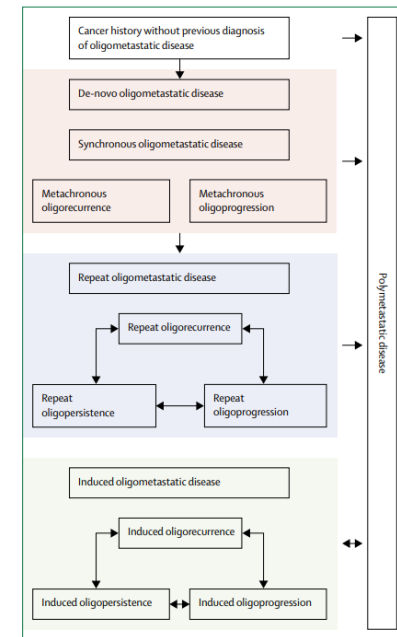 Cancer history without previous diagnosis
of oligometastatic disease
De-novo oligometastatic disease
Synchronous oligometastatic disease
Metachronous
oligorecurrence
Metachronous
oligoprogression
Repeat oligometastatic disease
Repeat oligorecurrence
Repeat
oligopersistence
Repeat
oligoprogression
Induced oligometastatic disease
Induced oligorecurrence
Induced oligopersistence
Induced oligoprogression
Polymetastatic disease